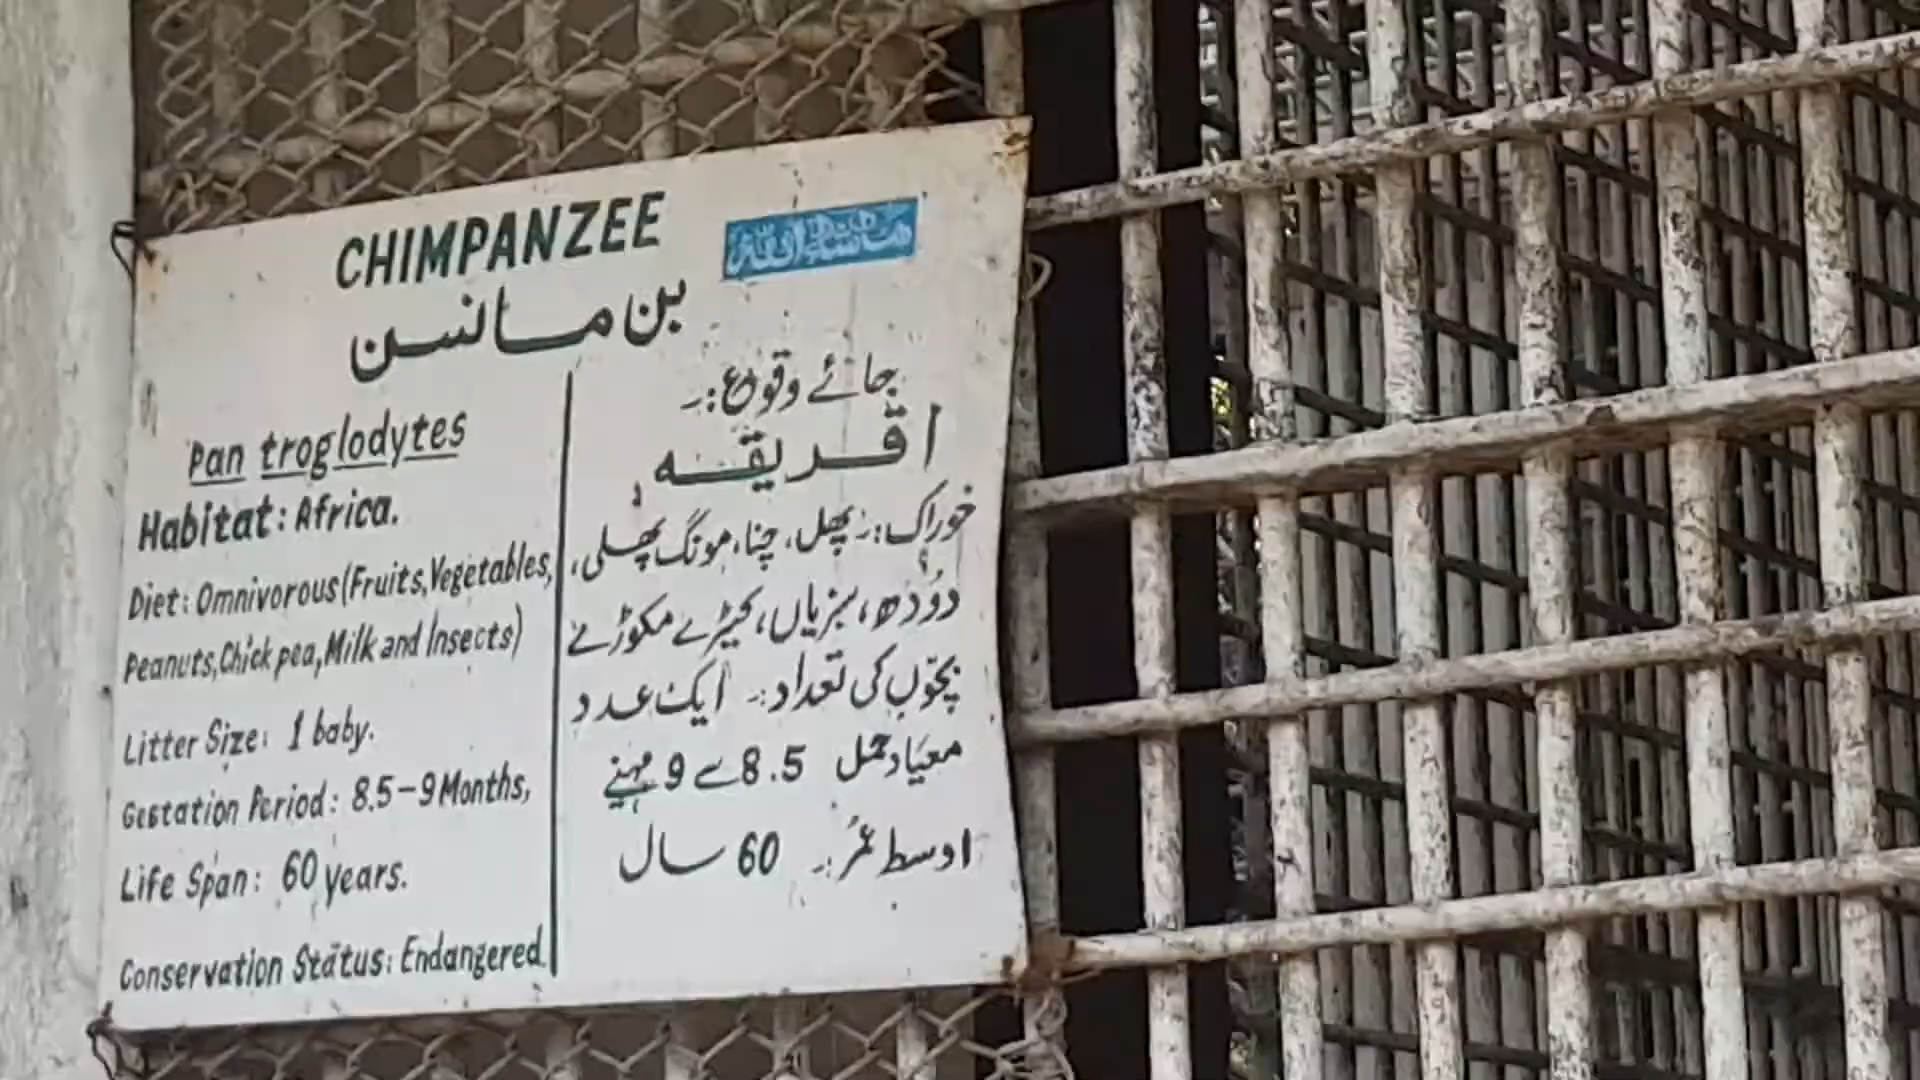 CHIMPANZEE
ماشاءاللہ
بن مانس
Pan troglodytes
Habitat: Africa.
Diet: Omnivorous (Fruits, Vegetables,
Peanuts, Chick pea, Milk and Insects)
Litter Size: 1 baby.
Gestation Period: 8.5-9 Months,
Life Span: 60 years.
Conservation Status: Endangered
جائے وقوع:۔
افریقہ
خوراک:۔ پھل، چنا، مونگ پھلی،
دودھ، سبزیاں، کیڑے مکوڑے
بچوں کی تعداد:۔ ایک عدد
معیاد حمل 8.5 سے 9 مہینے
اوسط عمر:۔ 60 سال